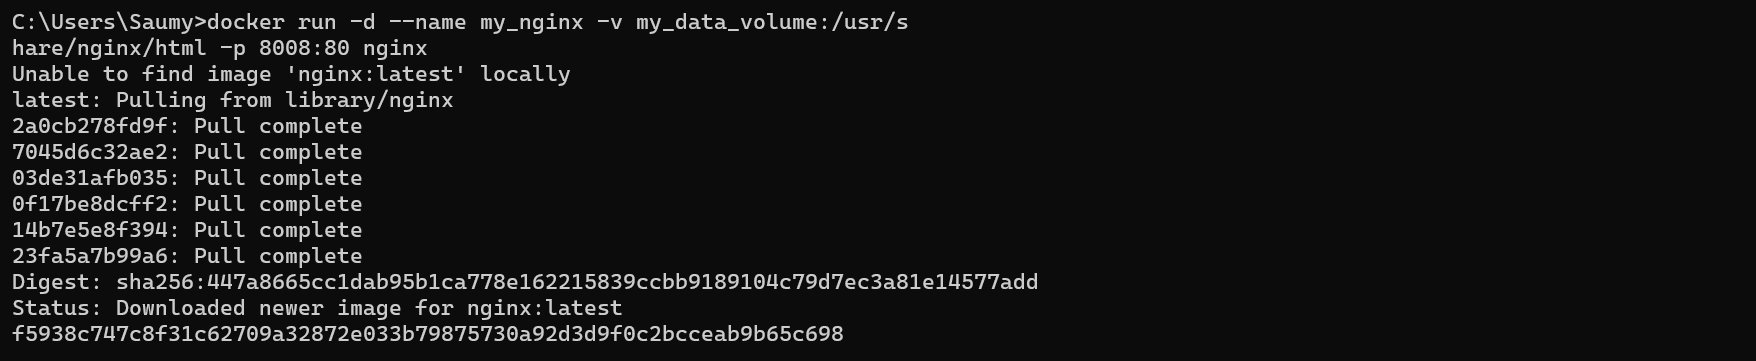 C:\Users\Saumy>docker run -d --name my_nginx -v my_data_volume:/usr/s
hare/nginx/html -p 8008:80 nginx
Unable to find image 'nginx:latest' locally
latest: Pulling from library/nginx
2a0cb278fd9f: Pull complete
7045d6c32ae2: Pull complete
03de31afb035: Pull complete
0f17be8dcff2: Pull complete
14b7e5e8f394: Pull complete
23fa5a7b99a6: Pull complete
Digest: sha256:447a8665cc1dab95b1ca778e162215839ccbb9189104c79d7ec3a81e14577add
Status: Downloaded newer image for nginx:latest
f5938c747c8f31c62709a32872e033b79875730a92d3d9f0c2bcceab9b65c698